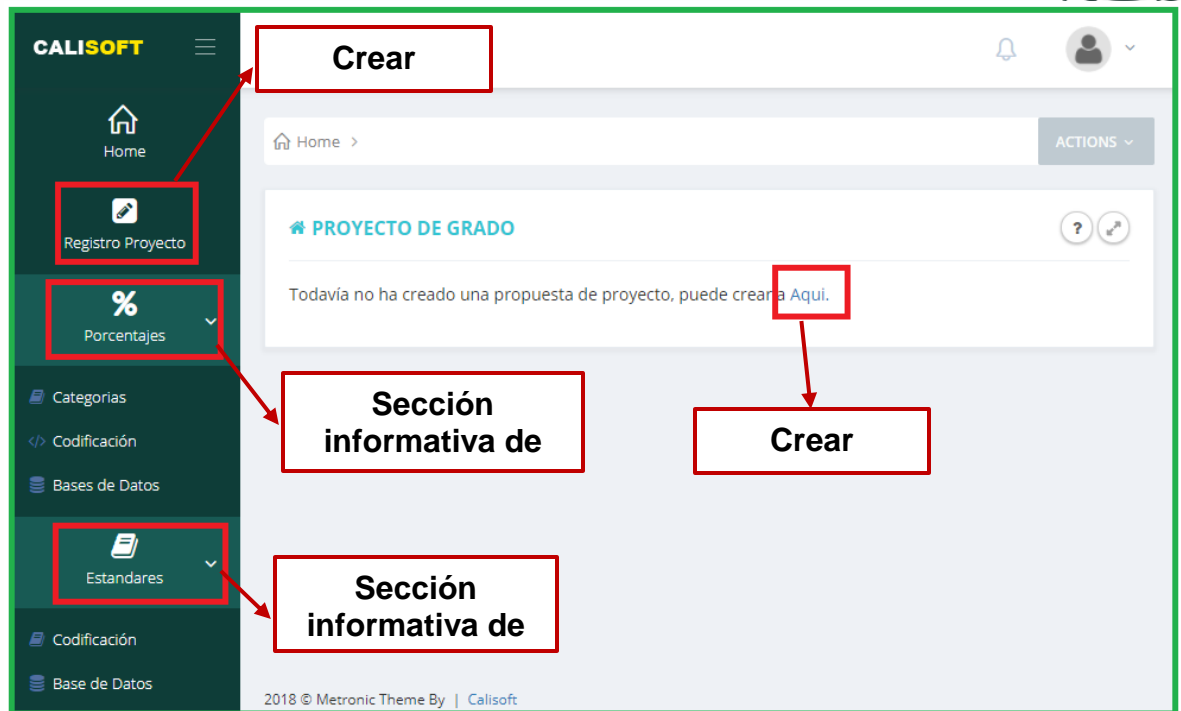 CALISOFT
Crear
Home
Registro Proyecto
Porcentajes
Categorias
Codificación
Bases de Datos
Estandares
Codificación
Base de Datos
Home >
ACTIONS
PROYECTO DE GRADO
?
Todavía no ha creado una propuesta de proyecto, puede crear a Aqui.
Sección
informativa de
Crear
Sección
informativa de
2018 © Metronic Theme By | Calisoft